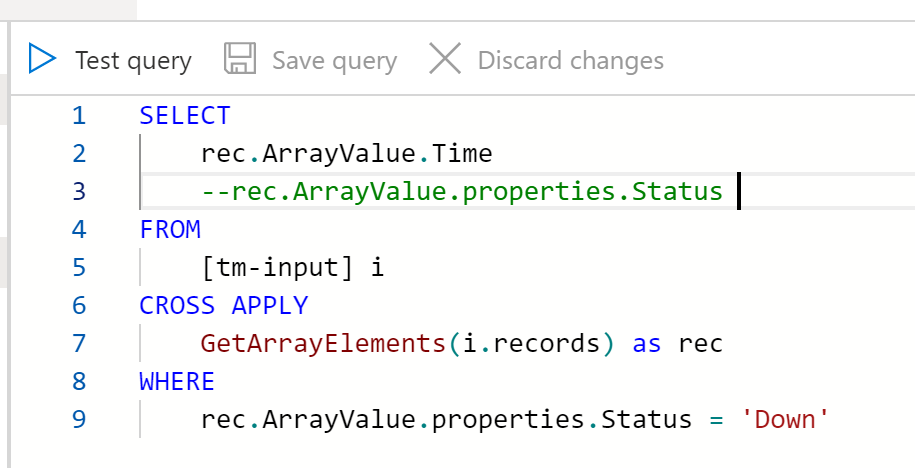 Test query Save query Discard changes
1 SELECT
2 rec.ArrayValue.Time
3 --rec.ArrayValue.properties.Status
4 FROM
5 [tm-input] i
6 CROSS APPLY
7 GetArrayElements(i.records) as rec
8 WHERE
9 rec.ArrayValue.properties.Status = 'Down'